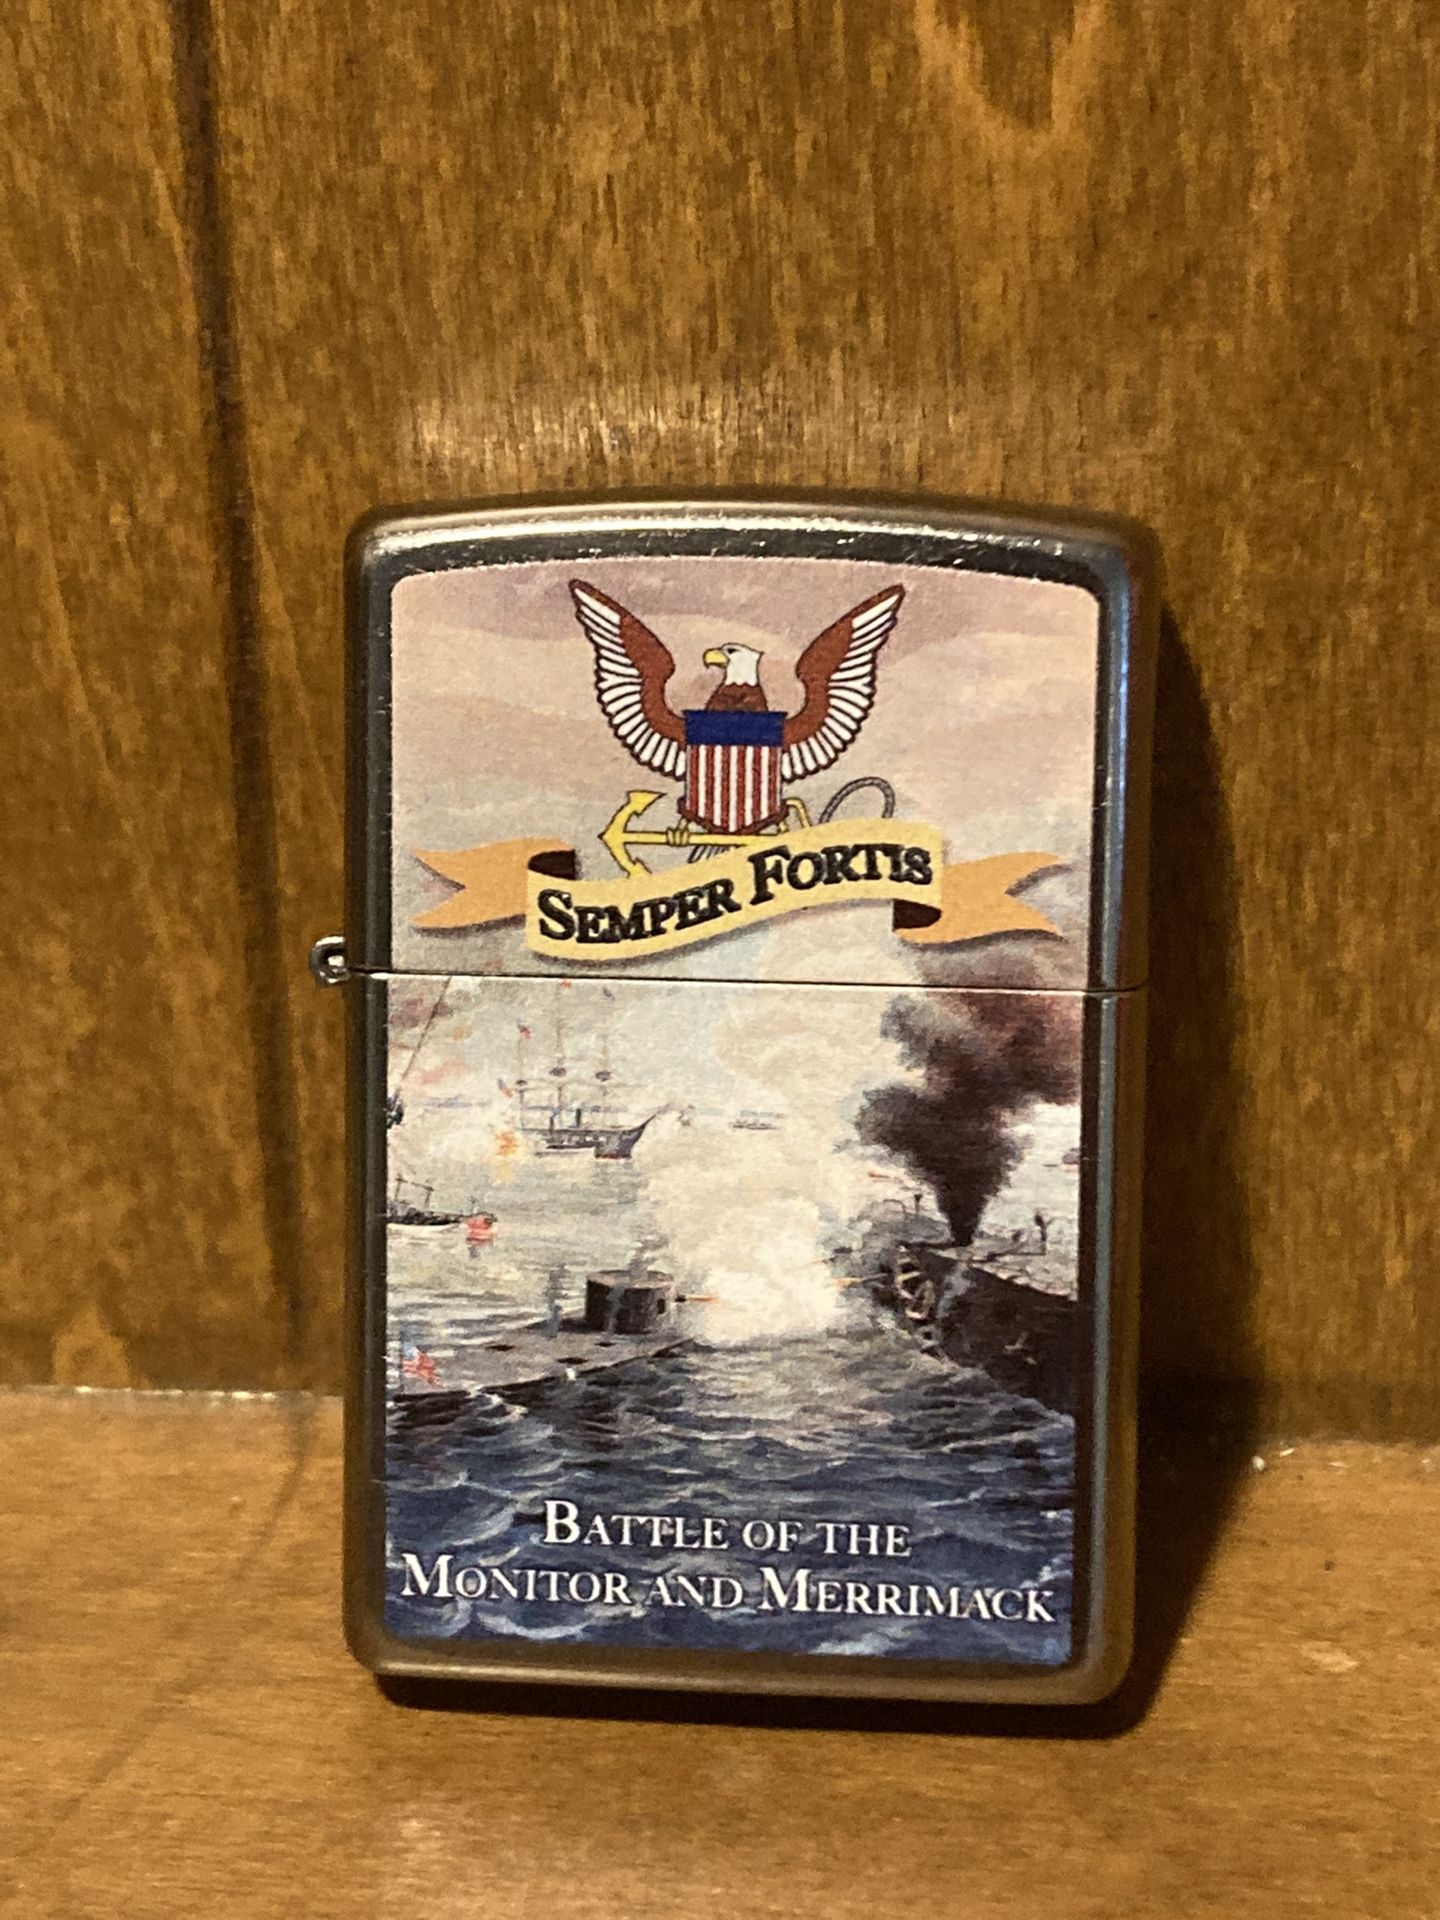 SEMPER FORTIS
BATTLE OF THE
MONITOR AND MERRIMACK